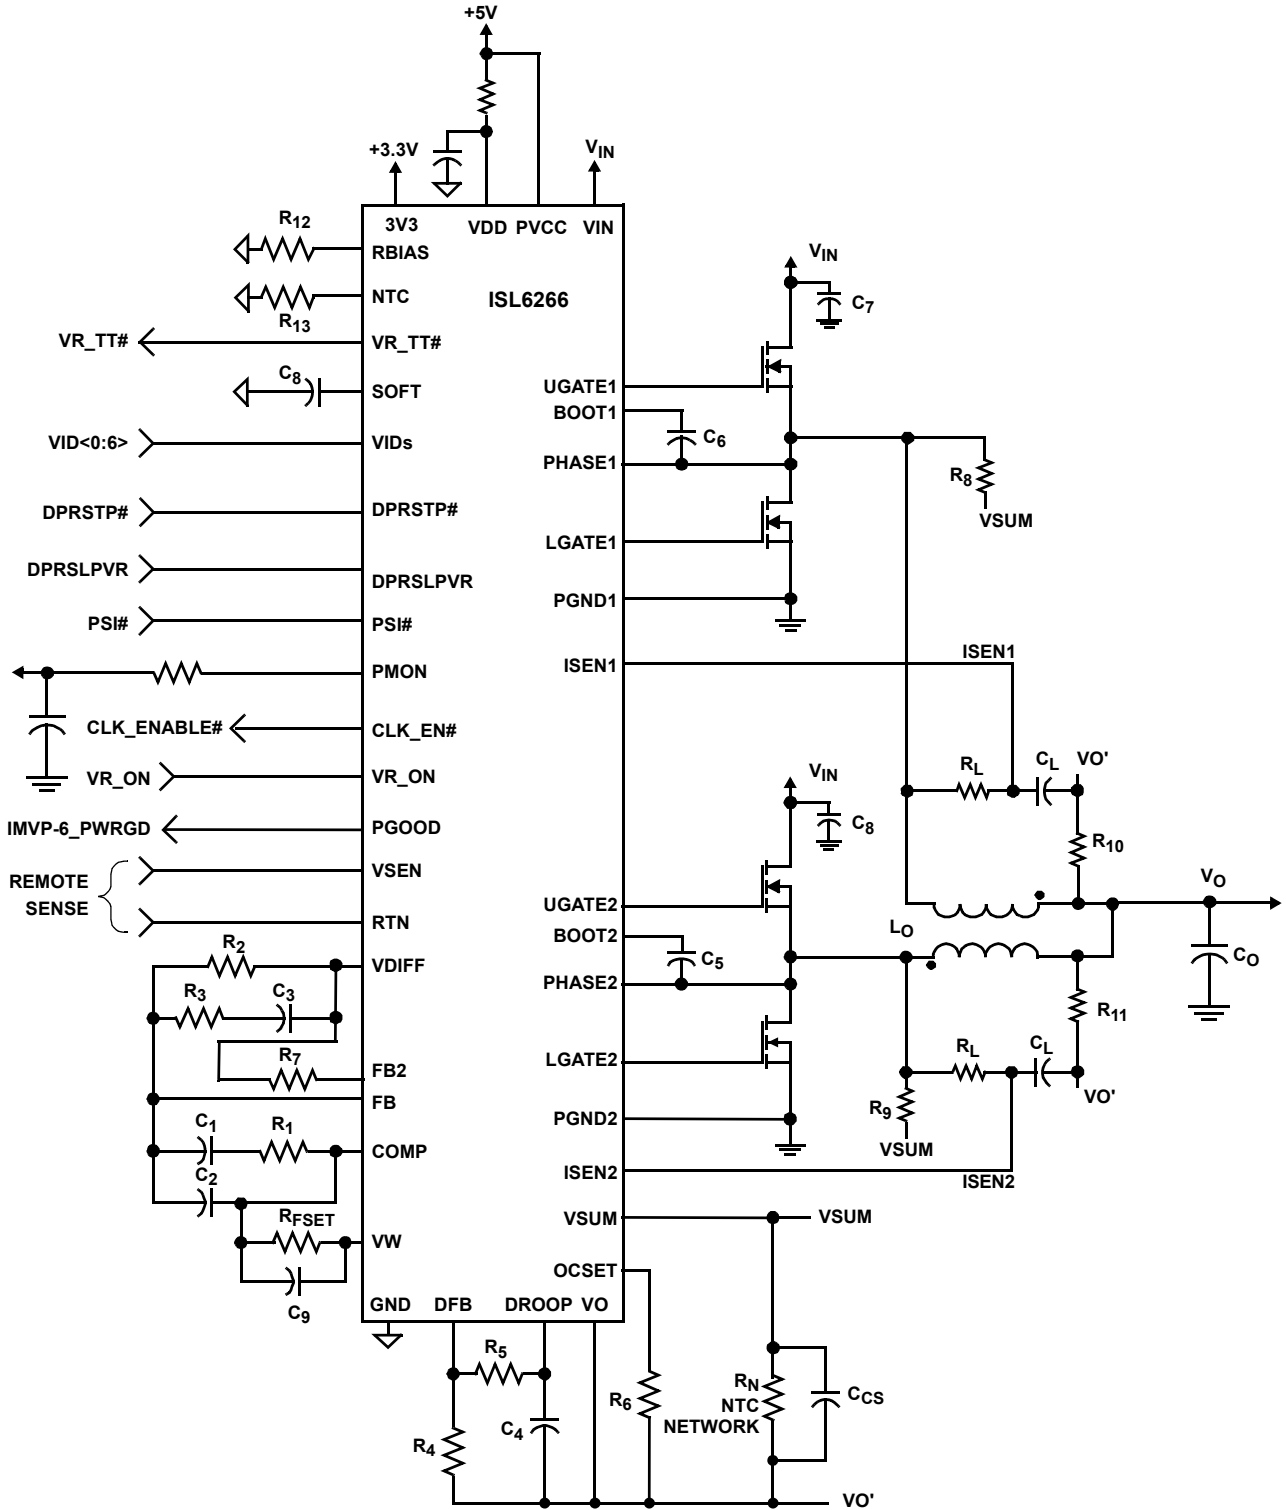 +5V
+3.3V
VIN
3V3
VDD
PVCC
VIN
R12
RBIAS
VIN
ISL6266
NTC
R13
C7
VR_TT#
VR_TT#
C8
SOFT
UGATE1
BOOT1
VID<0:6>
VIDs
C6
PHASE1
R8
VSUM
DPRSTP#
DPRSTP#
LGATE1
DPRSLPVR
DPRSLPVR
PGND1
PSI#
PSI#
ISEN1
ISEN1
PMON
CLK_ENABLE#
CLK_EN#
VR_ON
VR_ON
VIN
RL
CL
VO'
IMVP-6_PWRGD
PGOOD
C8
R10
REMOTE
SENSE
VSEN
RTN
UGATE2
BOOT2
VO
LO
R2
VDIFF
C5
CO
R3
C3
PHASE2
R11
R7
FB2
LGATE2
RL
CL
FB
R9
VO'
C1
R1
COMP
PGND2
VSUM
C2
ISEN2
ISEN2
RFSET
VW
VSUM
VSUM
C9
OCSET
GND
DFB
DROOP
VO
R5
R6
RN
NTC
NETWORK
CCS
R4
C4
VO'